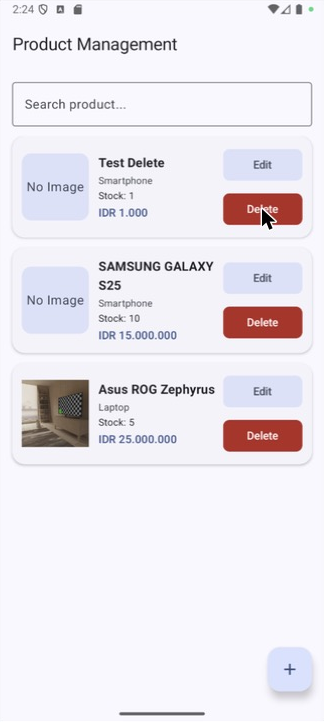 2:24
Product Management
Search product...
No Image
Test Delete
Smartphone
Stock: 1
IDR 1.000
Edit
Delete
No Image
SAMSUNG GALAXY
S25
Smartphone
Stock: 10
IDR 15.000.000
Edit
Delete
Asus ROG Zephyrus
Laptop
Stock: 5
IDR 25.000.000
Edit
Delete
+